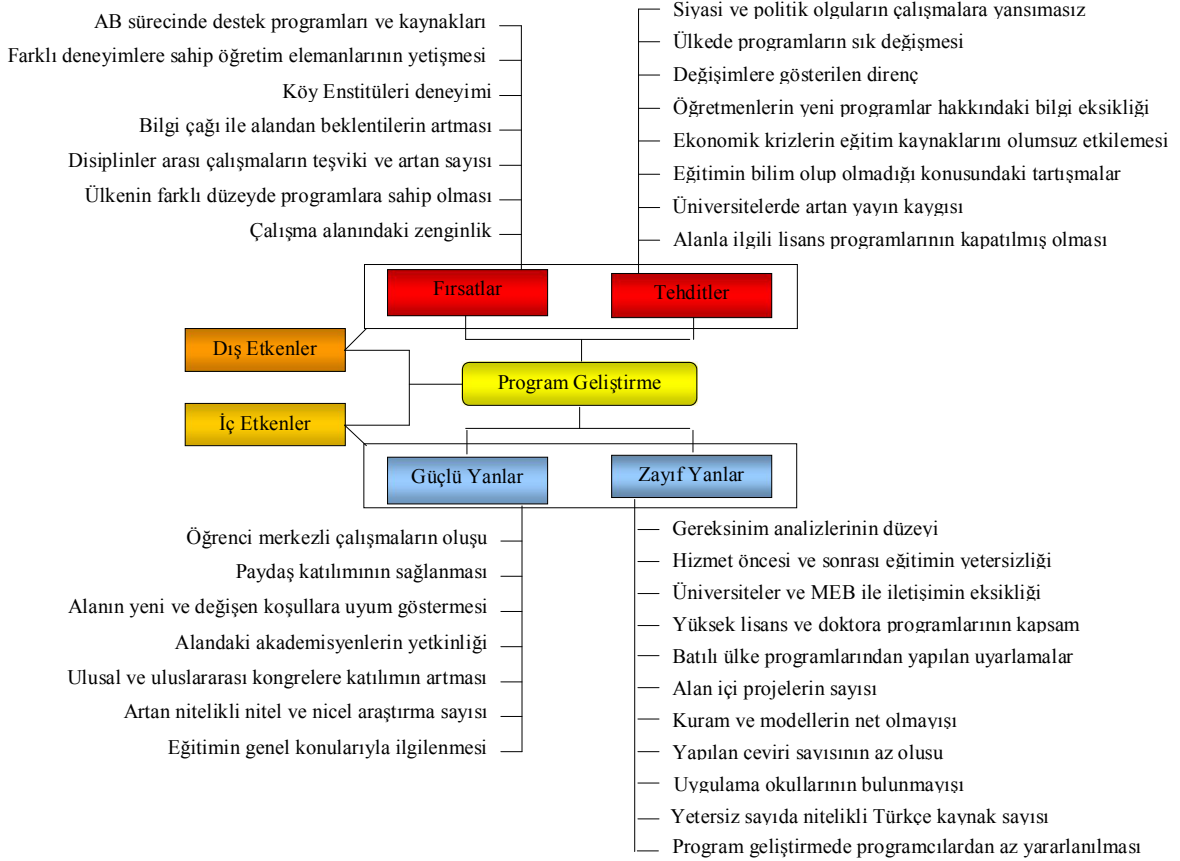 AB sürecinde destek programları ve kaynakları
Farklı deneyimlere sahip öğretim elemanlarının yetişmesi
Köy Enstitüleri deneyimi
Bilgi çağı ile alandan beklentilerin artması
Disiplinler arası çalışmaların teşviki ve artan sayısı
Ülkenin farklı düzeyde programlara sahip olması
Çalışma alanındaki zenginlik
Siyasi ve politik olguların çalışmalara yansımasız
Ülkede programların sık değişmesi
Değişimlere gösterilen direnç
Öğretmenlerin yeni programlar hakkındaki bilgi eksikliği
Ekonomik krizlerin eğitim kaynaklarını olumsuz etkilemesi
Eğitimin bilim olup olmadığı konusundaki tartışmalar
Üniversitelerde artan yayın kaygısı
Alanla ilgili lisans programlarının kapatılmış olması
Fırsatlar
Tehditler
Dış Etkenler
Program Geliştirme
İç Etkenler
Güçlü Yanlar
Zayıf Yanlar
Öğrenci merkezli çalışmaların oluşu
Paydaş katılımının sağlanması
Alanın yeni ve değişen koşullara uyum göstermesi
Alandaki akademisyenlerin yetkinliği
Ulusal ve uluslararası kongrelere katılımın artması
Artan nitelikli nitel ve nicel araştırma sayısı
Eğitimin genel konularıyla ilgilenmesi
Gereksinim analizlerinin düzeyi
Hizmet öncesi ve sonrası eğitimin yetersizliği
Üniversiteler ve MEB ile iletişimin eksikliği
Yüksek lisans ve doktora programlarının kapsam
Batılı ülke programlarından yapılan uyarlamalar
Alan içi projelerin sayısı
Kuram ve modellerin net olmayışı
Yapılan çeviri sayısının az oluşu
Uygulama okullarının bulunmayışı
Yetersiz sayıda nitelikli Türkçe kaynak sayısı
Program geliştirmede programcılardan az yararlanılması